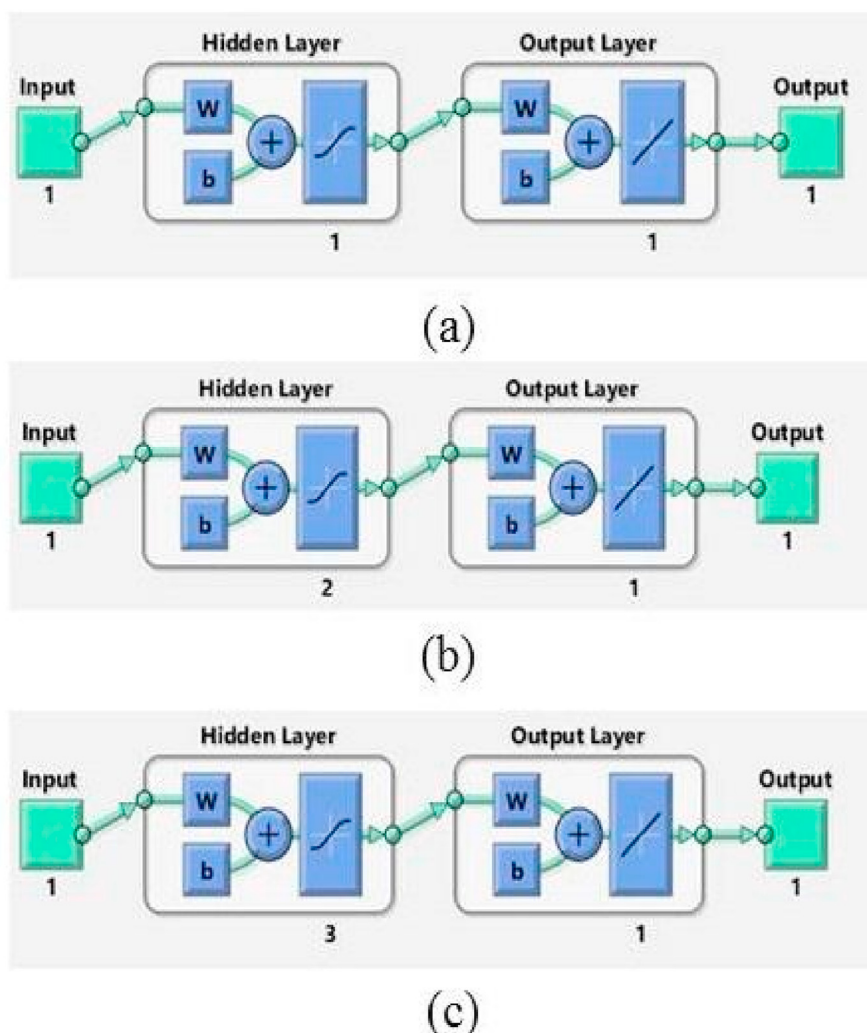 Hidden Layer
Output Layer
Input
Output
W
W
+
+
b
b
1
1
1
1
(a)
Hidden Layer
Output Layer
Input
Output
W
W
+
+
b
b
1
1
2
1
(b)
Hidden Layer
Output Layer
Input
Output
W
W
+
+
b
b
1
1
3
1
(c)